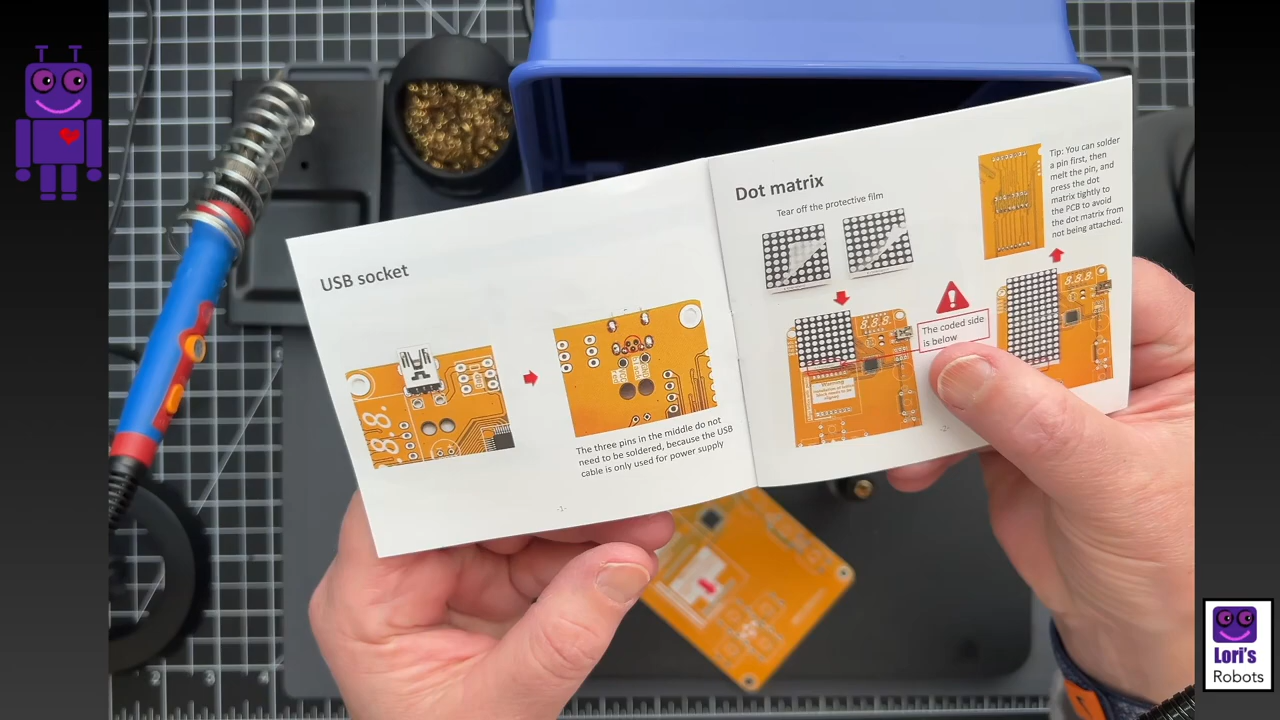 USB socket
The three pins in the middle do not
need to be soldered, because the USB
cable is only used for power supply
-1-
Dot matrix
Tear off the protective film
The coded side
is below
Warning
Tip: You can solder
a pin first, then
melt the pin, and
press the dot
matrix tightly to
the PCB to avoid
the dot matrix from
not being attached.
-2-
Lori's
Robots